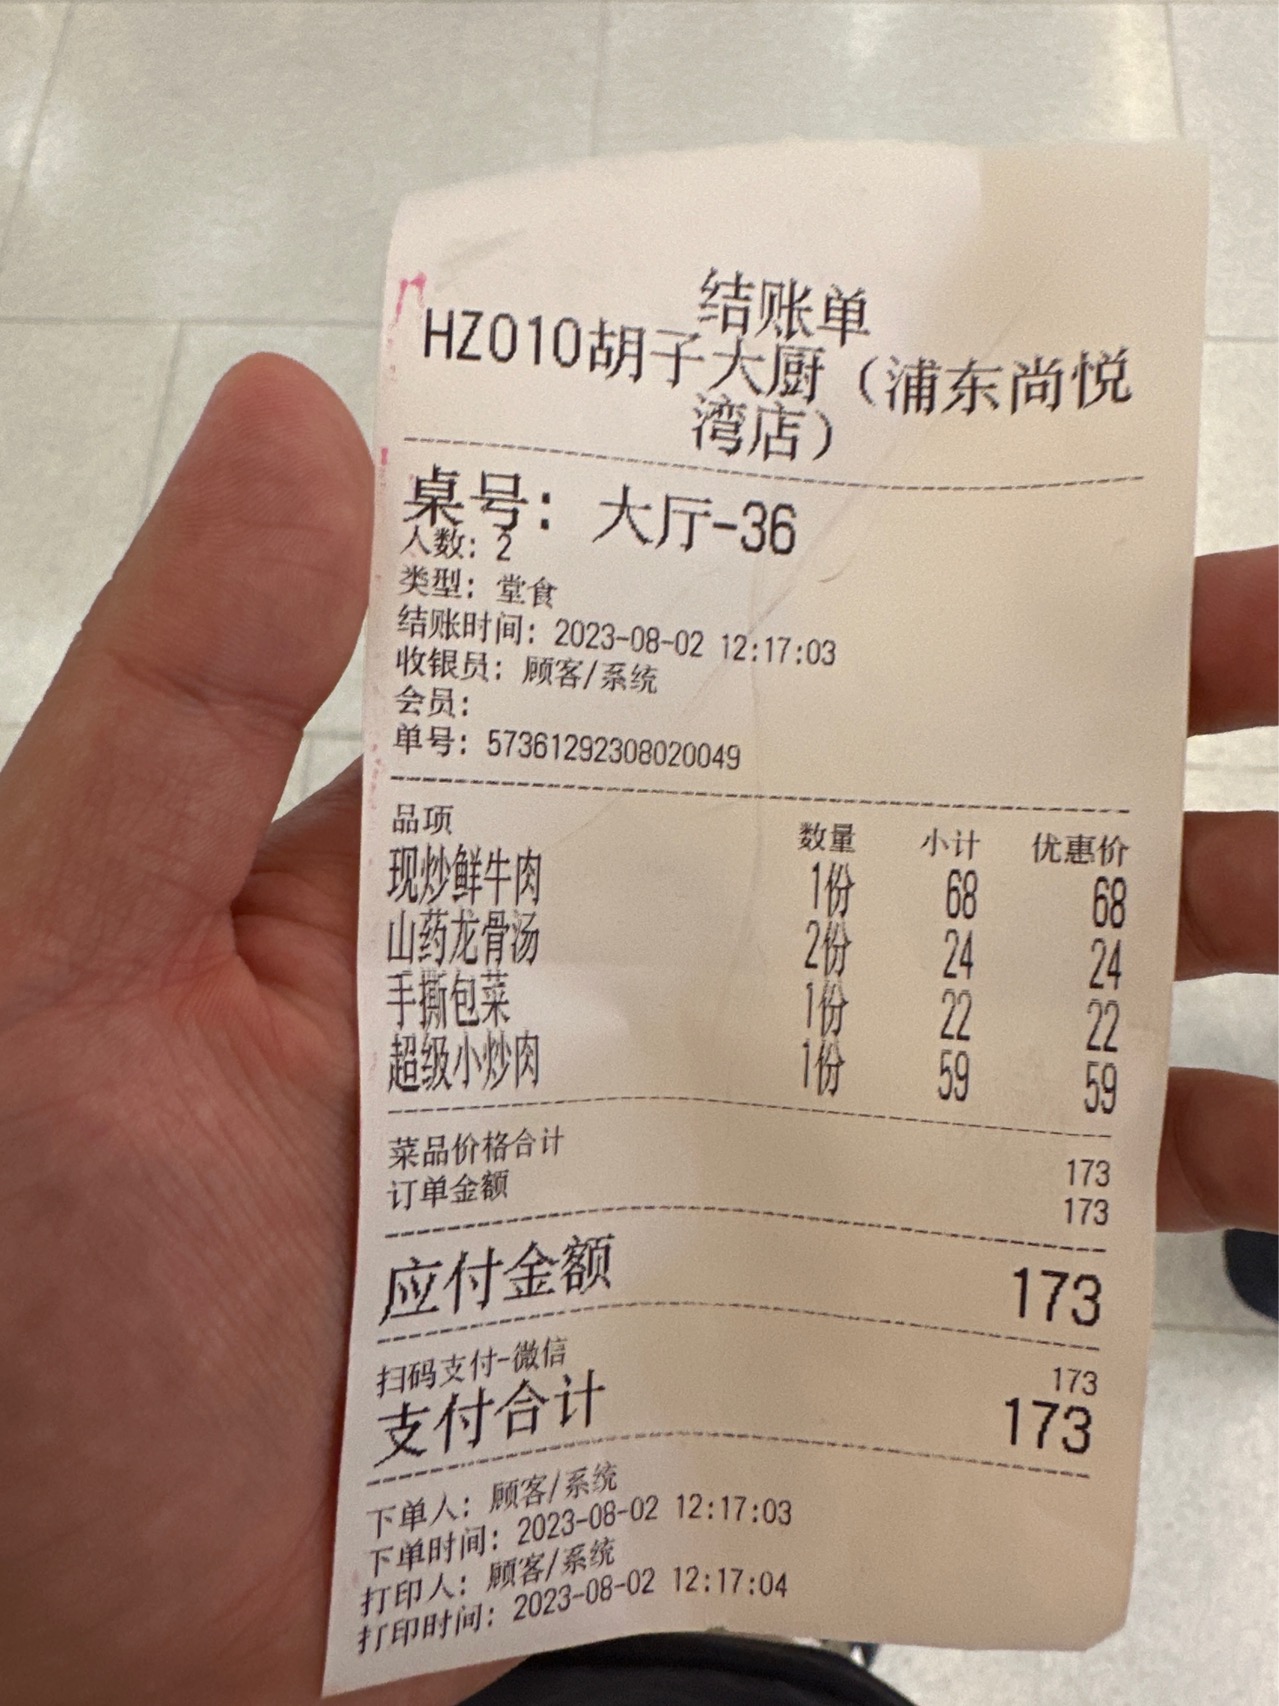 结账单
HZ010胡子大厨（浦东尚悦
湾店）
桌号：大厅-36
人数：2
类型：堂食
结账时间：2023-08-02 12:17:03
收银员：顾客/系统
会员：
单号：57361292308020049
品项 数量 小计 优惠价
现炒鲜牛肉 1份 68 68
山药龙骨汤 2份 24 24
手撕包菜 1份 22 22
超级小炒肉 1份 59 59
菜品价格合计 173
订单金额 173
应付金额 173
扫码支付-微信 173
支付合计 173
下单人：顾客/系统
下单时间：2023-08-02 12:17:03
打印人：顾客/系统
打印时间：2023-08-02 12:17:04